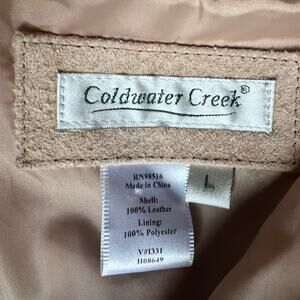 Coldwater Creek®
RN98516
Made in China
Shell:
100% Leather
Lining:
100% Polyester
V#1331
H08649
L